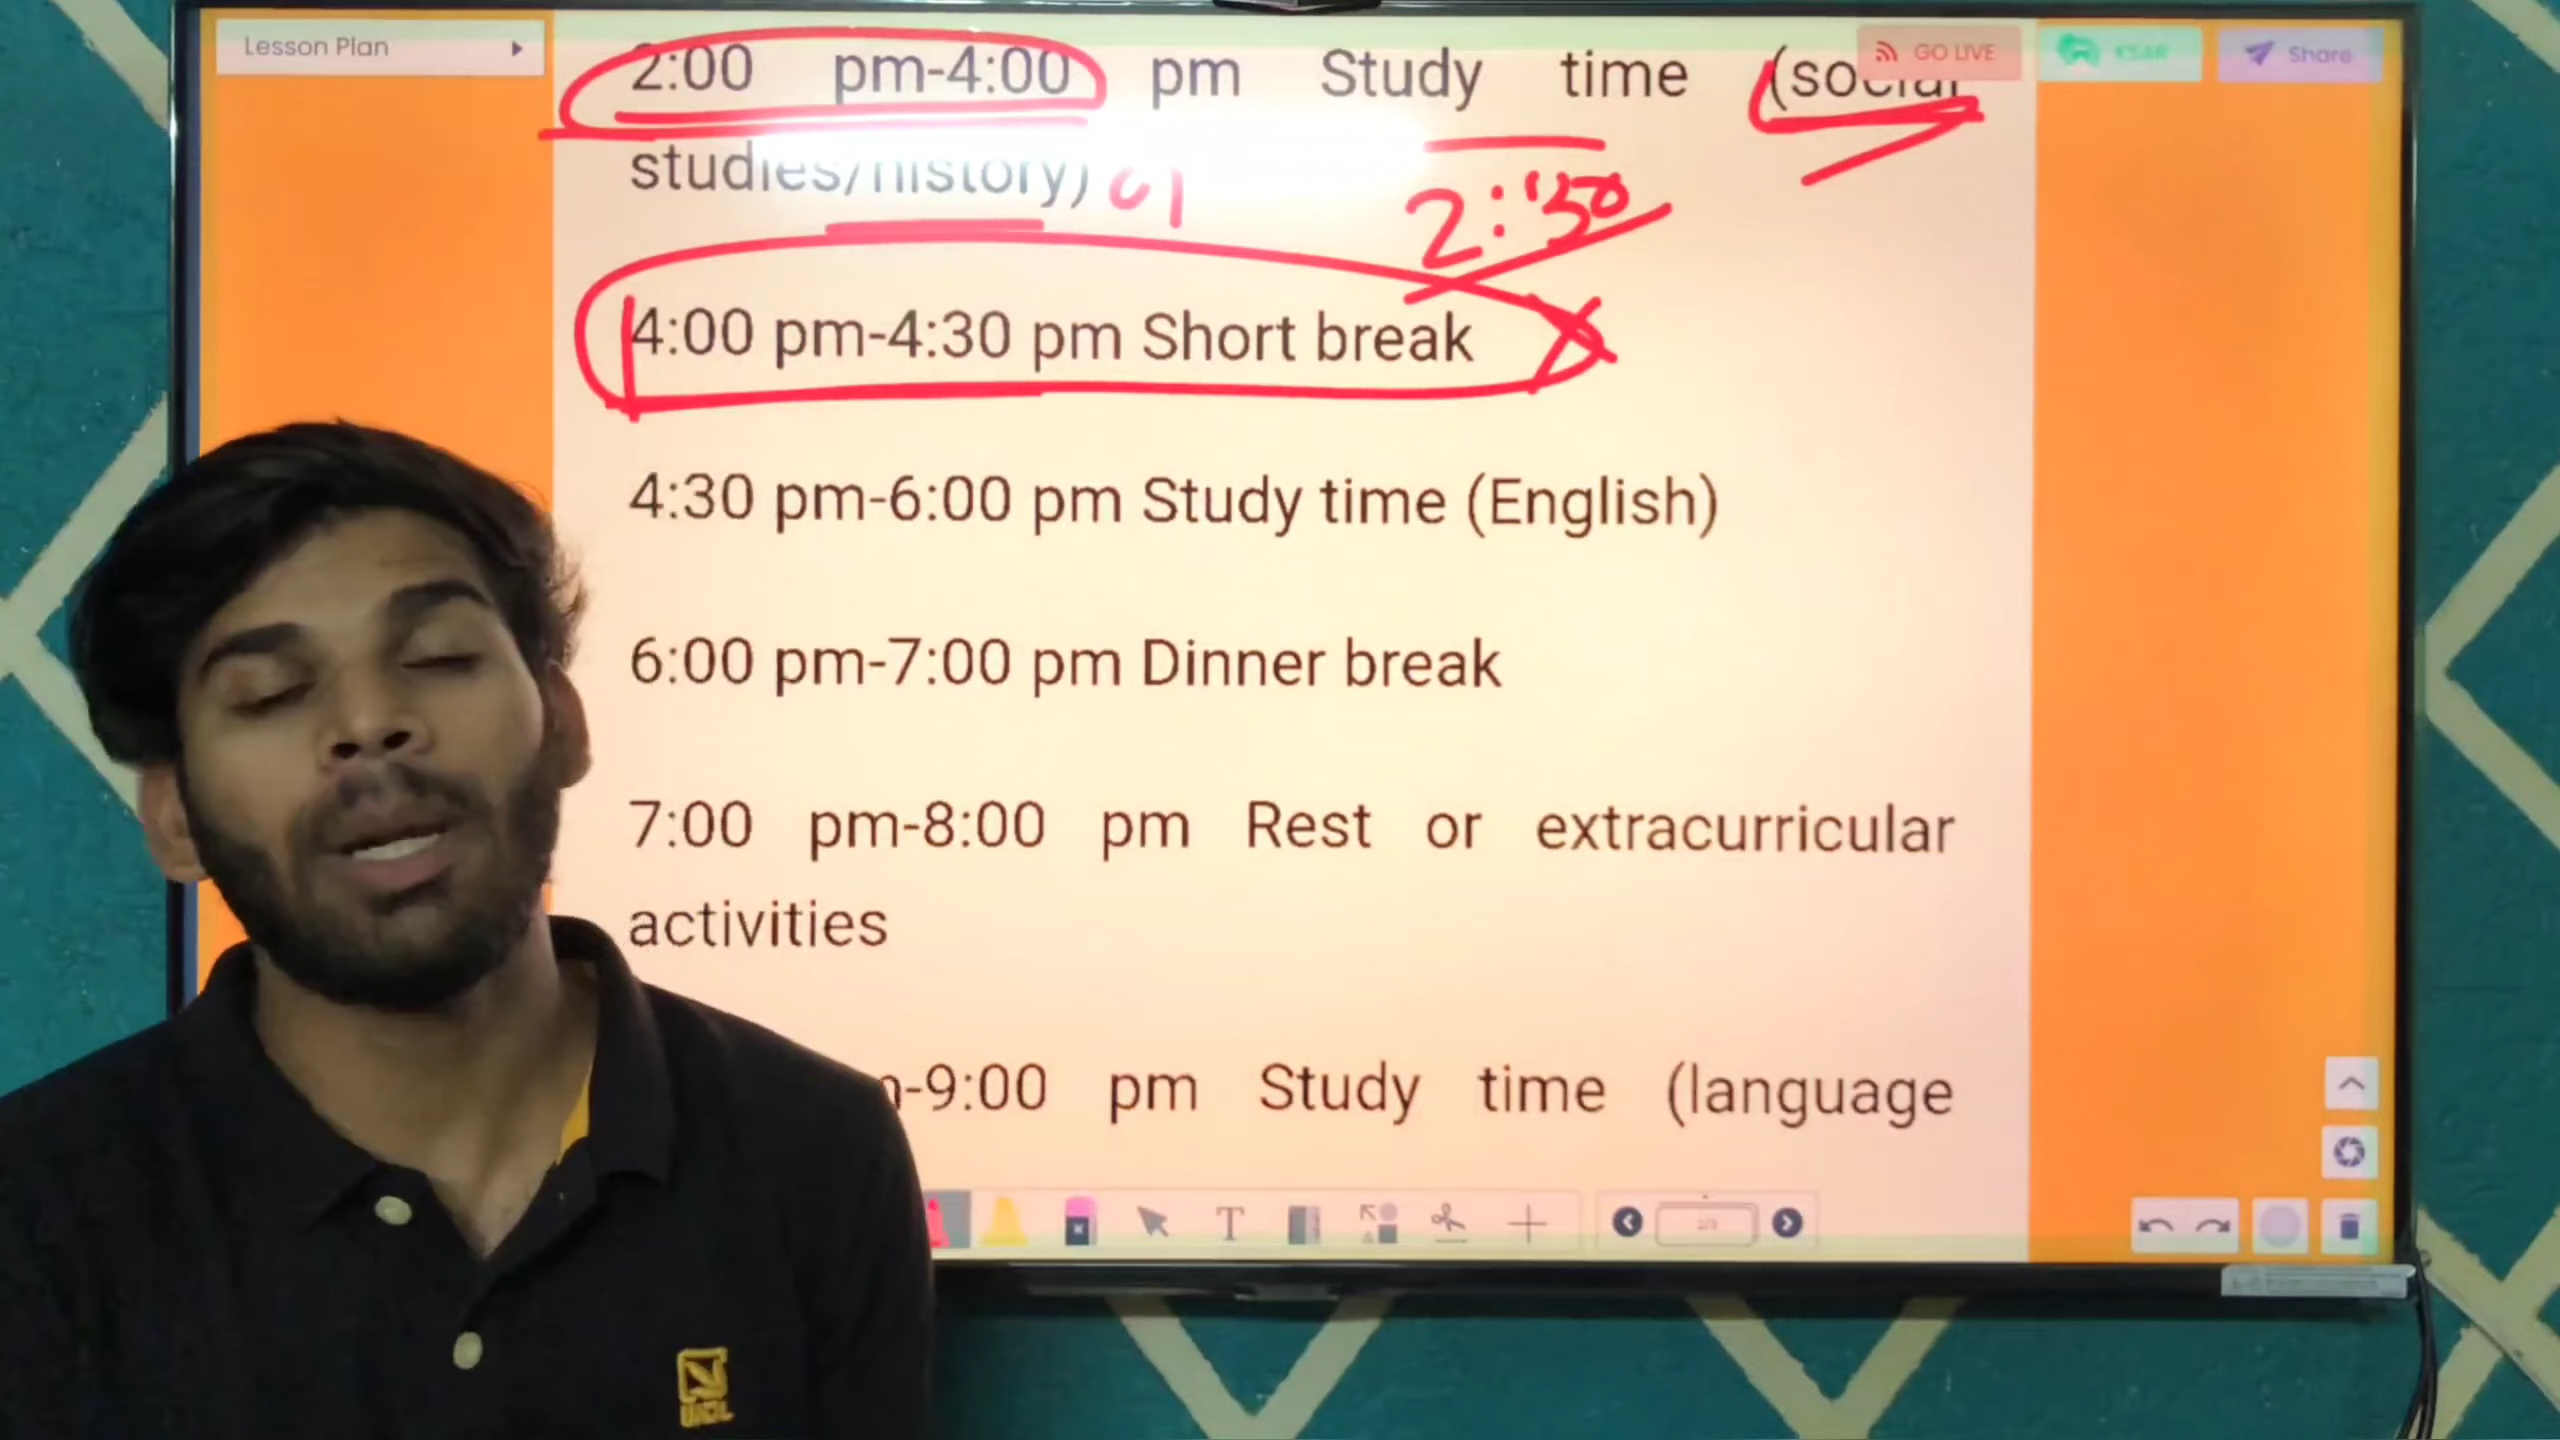 Lesson Plan
GO LIVE
KSAR
Share
2:00 pm-4:00 pm Study time (social
studies/history)
2:50
4:00 pm-4:30 pm Short break
4:30 pm-6:00 pm Study time (English)
6:00 pm-7:00 pm Dinner break
7:00 pm-8:00 pm Rest or extracurricular
activities
-9:00 pm Study time (language
T